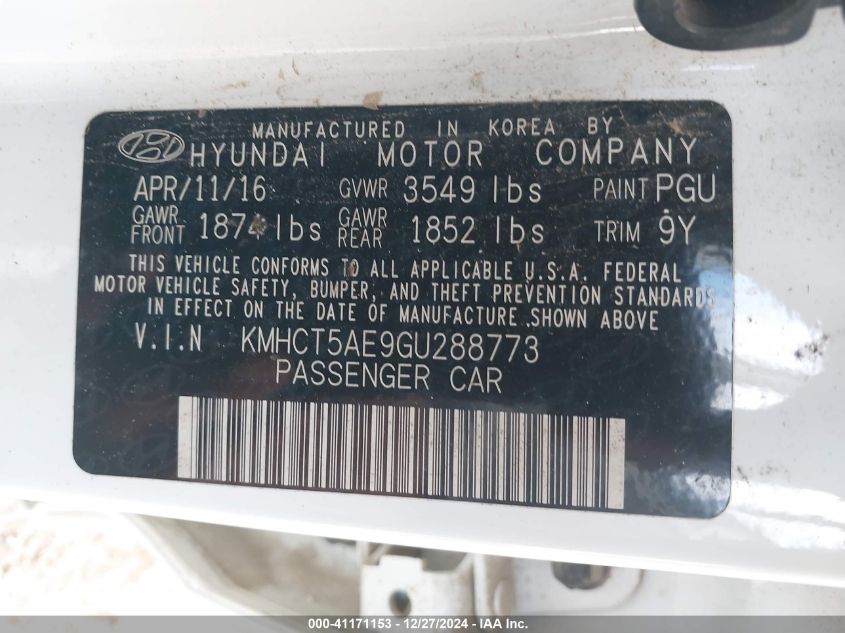 MANUFACTURED IN KOREA BY
HYUNDAI MOTOR COMPANY
APR/11/16 GVWR 3549 lbs PAINT PGU
GAWR FRONT 1874 lbs GAWR REAR 1852 lbs TRIM 9Y
THIS VEHICLE CONFORMS TO ALL APPLICABLE U.S.A. FEDERAL
MOTOR VEHICLE SAFETY, BUMPER, AND THEFT PREVENTION STANDARDS
IN EFFECT ON THE DATE OF MANUFACTURE SHOWN ABOVE
V.I.N KMHCT5AE9GU288773
PASSENGER CAR
000-41171153 - 12/27/2024 - IAA Inc.